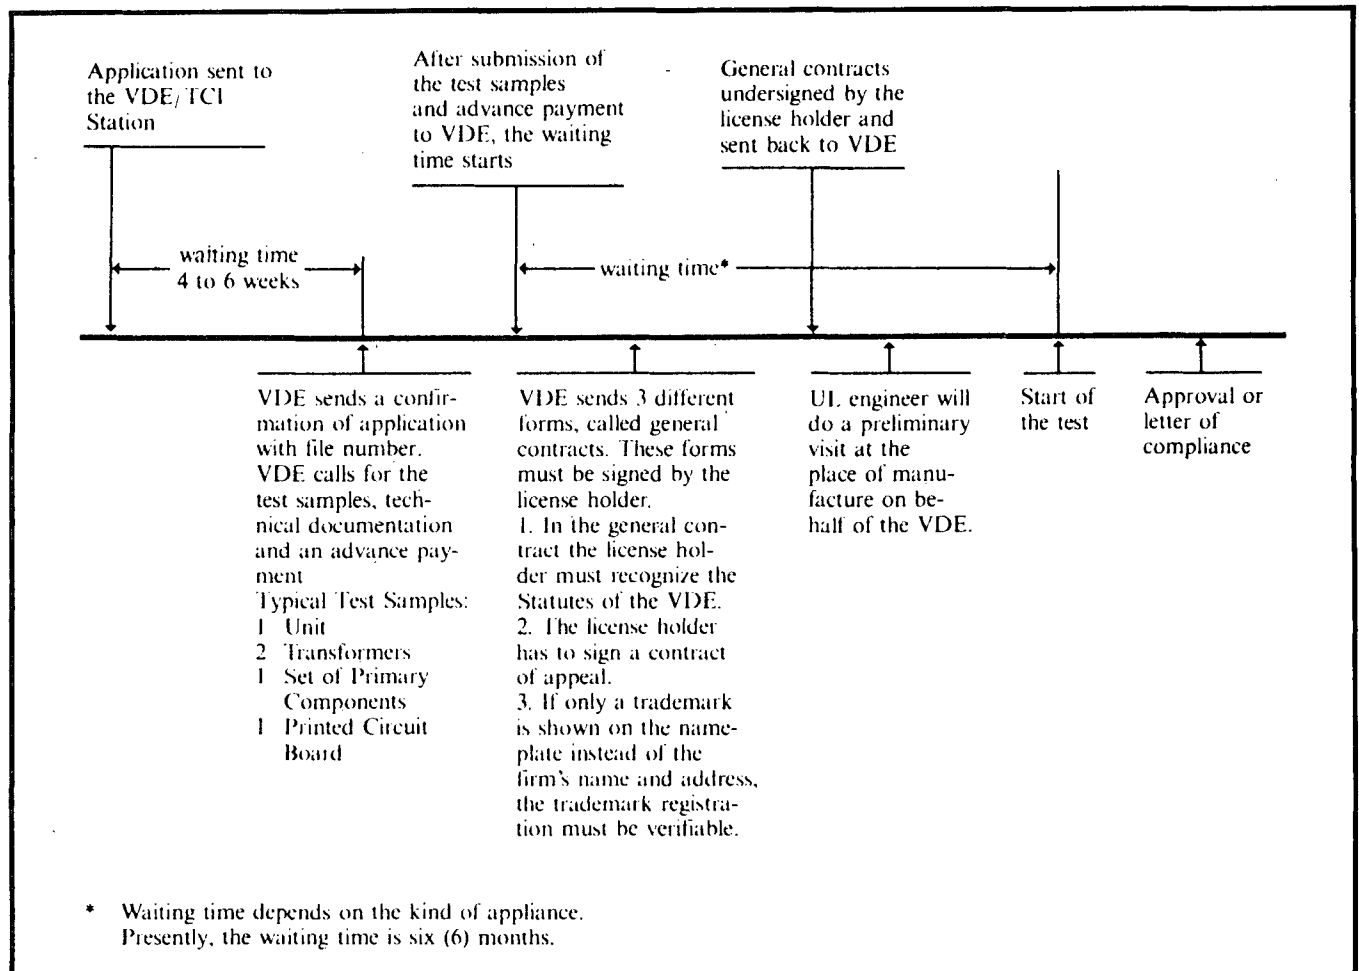 Application sent to
the VDE/TCI
Station
After submission of
the test samples
and advance payment
to VDE, the waiting
time starts
General contracts
undersigned by the
license holder and
sent back to VDE
waiting time
4 to 6 weeks
waiting time*
VDE sends a confir-
mation of application
with file number.
VDE calls for the
test samples, tech-
nical documentation
and an advance pay-
ment
Typical Test Samples:
1 Unit
2 Transformers
1 Set of Primary
Components
1 Printed Circuit
Board
VDE sends 3 different
forms, called general
contracts. These forms
must be signed by the
license holder.
1. In the general con-
tract the license hol-
der must recognize the
Statutes of the VDE.
2. The license holder
has to sign a contract
of appeal.
3. If only a trademark
is shown on the name-
plate instead of the
firm's name and address,
the trademark registra-
tion must be verifiable.
UL engineer will
do a preliminary
visit at the
place of manu-
facture on be-
half of the VDE.
Start of
the test
Approval or
letter of
compliance
* Waiting time depends on the kind of appliance.
Presently, the waiting time is six (6) months.